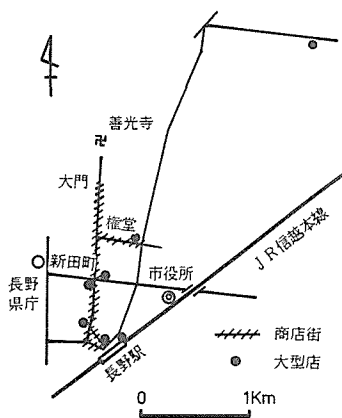 善光寺
大門
権堂
新田町
長野
県庁
市役所
JR信越本線
長野駅
商店街
大型店
0 1Km